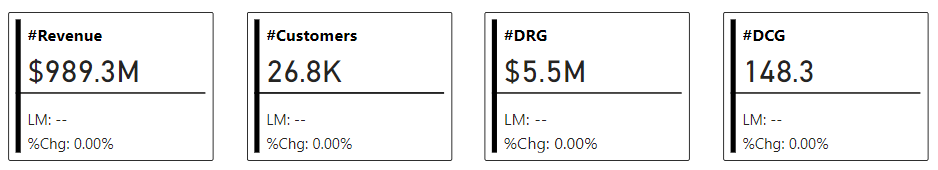 #Revenue
$989.3M
LM: --
%Chg: 0.00%
#Customers
26.8K
LM: --
%Chg: 0.00%
#DRG
$5.5M
LM: --
%Chg: 0.00%
#DCG
148.3
LM: --
%Chg: 0.00%